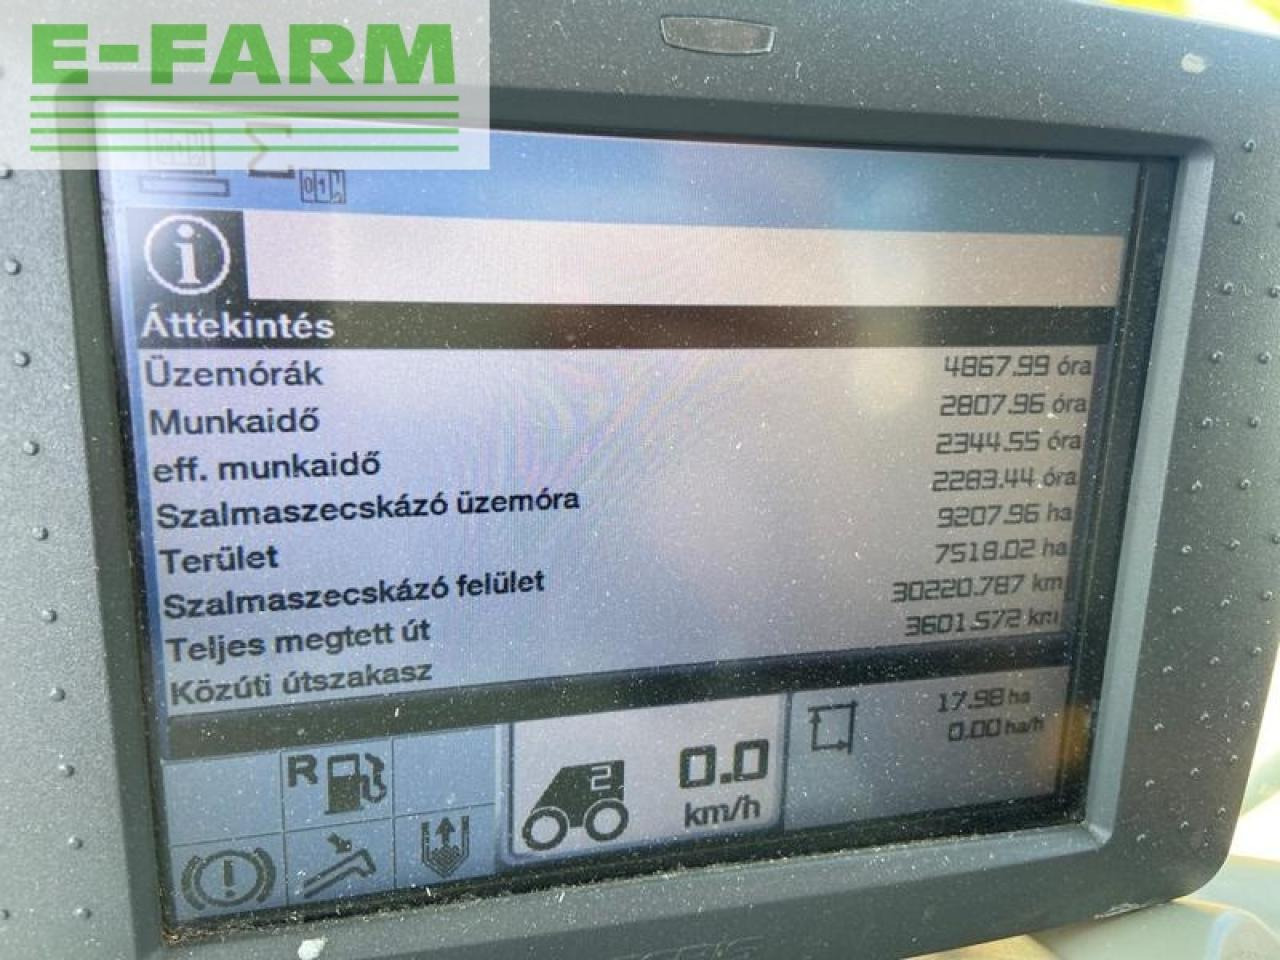 E-FARM
Áttekintés
Üzemórák 4867.99 óra
Munkaidő 2807.96 óra
eff. munkaidő 2344.55 óra
Szalmaszecskázó üzemóra 2283.44 óra
Terület 9207.96 ha
Szalmaszecskázó felület 7518.02 ha
Teljes megtett út 30220.787 km
Közúti útszakasz 3601.572 km
R
2
0.0
km/h
17.98 ha
0.00 ha/h